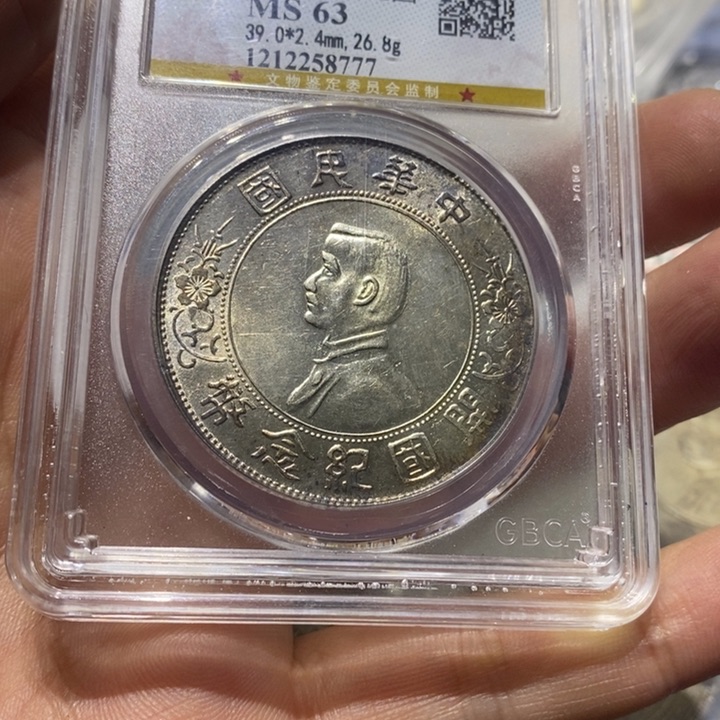 MS 63
39.0*2.4mm,26.8g
1212258777
文物鉴定委员会监制
GBCA
中華民國
開國紀念幣
GBCA